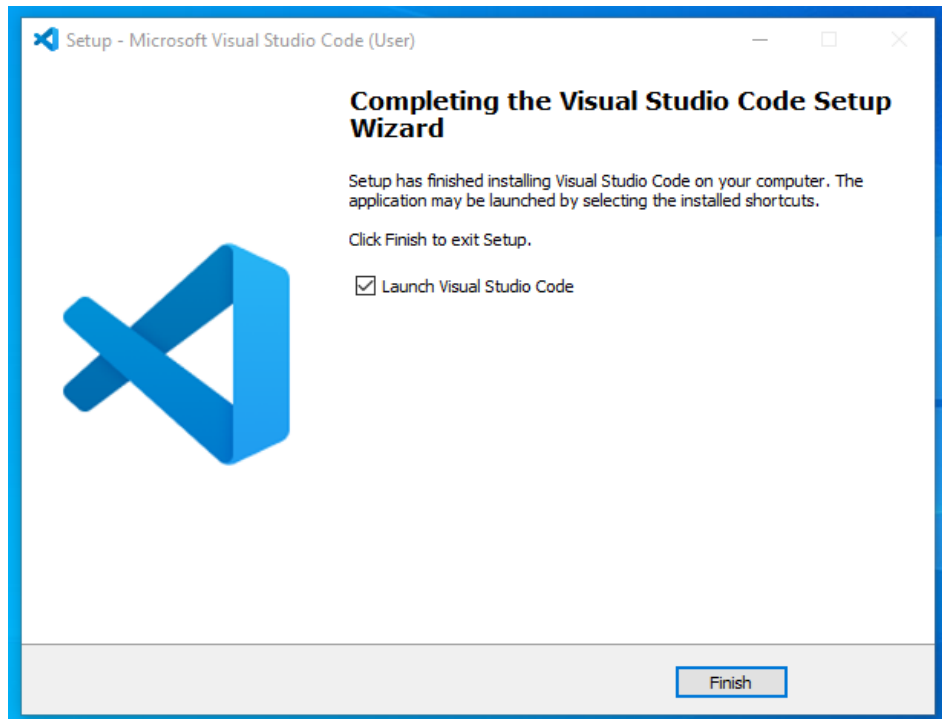 Setup - Microsoft Visual Studio Code (User)
Completing the Visual Studio Code Setup
Wizard
Setup has finished installing Visual Studio Code on your computer. The
application may be launched by selecting the installed shortcuts.
Click Finish to exit Setup.
Launch Visual Studio Code
Finish